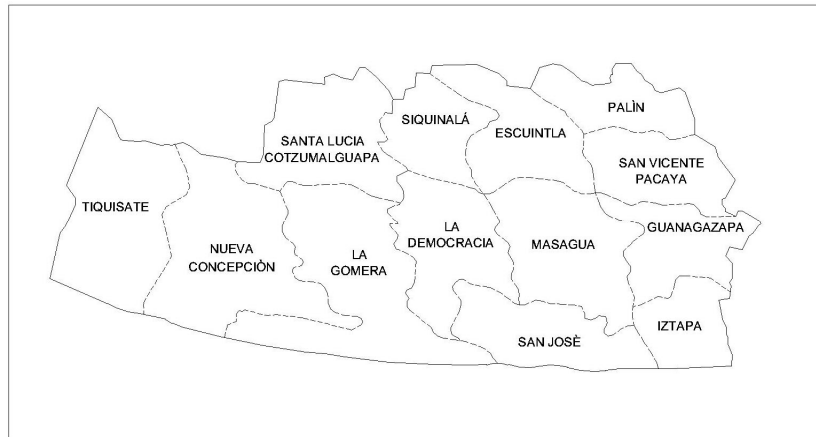 PALÌN
SIQUINALÁ
ESCUINTLA
SANTA LUCIA
COTZUMALGUAPA
SAN VICENTE
PACAYA
TIQUISATE
LA
DEMOCRACIA
GUANAGAZAPA
MASAGUA
NUEVA
CONCEPCIÒN
LA
GOMERA
IZTAPA
SAN JOSÈ